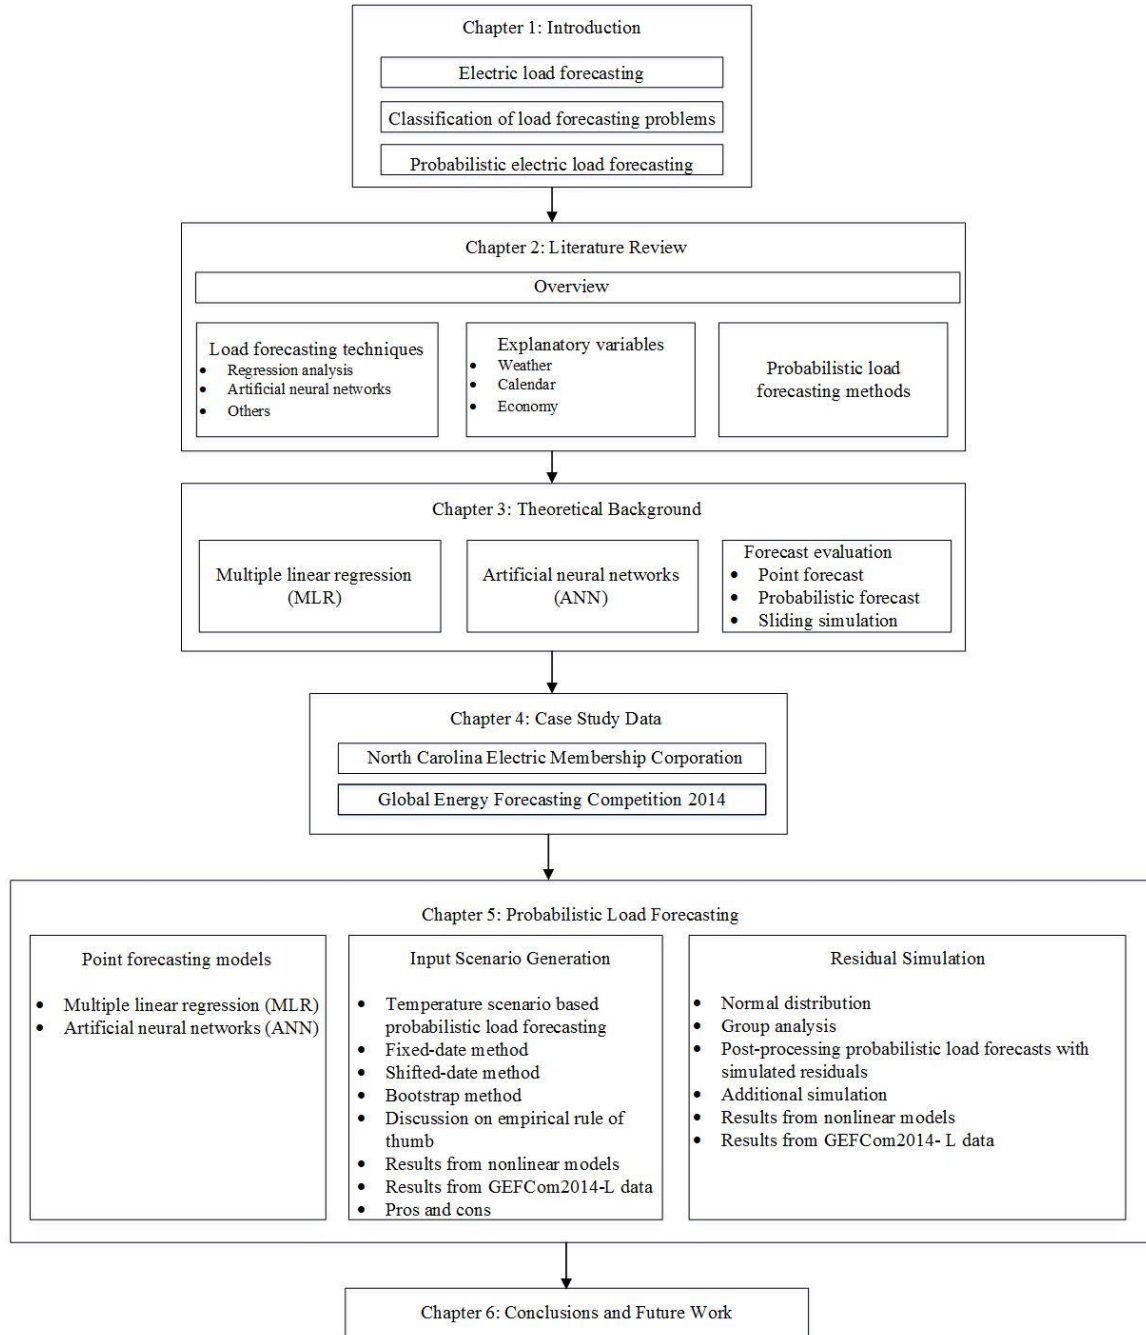 Chapter 1: Introduction
Electric load forecasting
Classification of load forecasting problems
Probabilistic electric load forecasting
Chapter 2: Literature Review
Overview
Load forecasting techniques
• Regression analysis
• Artificial neural networks
• Others
Explanatory variables
• Weather
• Calendar
• Economy
Probabilistic load
forecasting methods
Chapter 3: Theoretical Background
Multiple linear regression
(MLR)
Artificial neural networks
(ANN)
Forecast evaluation
• Point forecast
• Probabilistic forecast
• Sliding simulation
Chapter 4: Case Study Data
North Carolina Electric Membership Corporation
Global Energy Forecasting Competition 2014
Chapter 5: Probabilistic Load Forecasting
Point forecasting models
• Multiple linear regression (MLR)
• Artificial neural networks (ANN)
Input Scenario Generation
• Temperature scenario based
probabilistic load forecasting
• Fixed-date method
• Shifted-date method
• Bootstrap method
• Discussion on empirical rule of
thumb
• Results from nonlinear models
• Results from GEFCom2014-L data
• Pros and cons
Residual Simulation
• Normal distribution
• Group analysis
• Post-processing probabilistic load forecasts with
simulated residuals
• Additional simulation
• Results from nonlinear models
• Results from GEFCom2014- L data
Chapter 6: Conclusions and Future Work